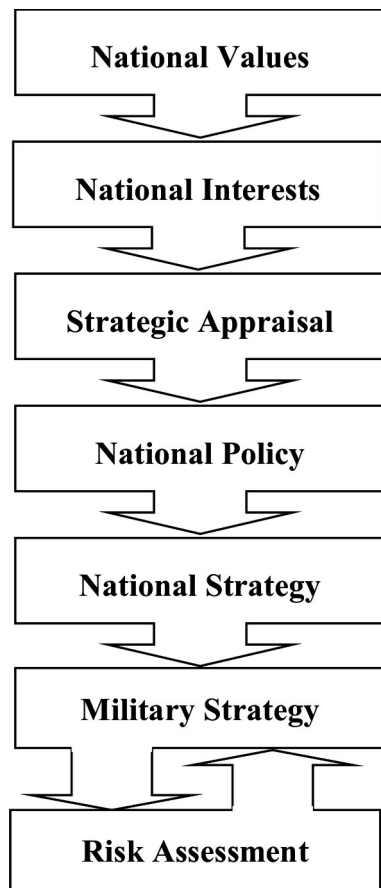 National Values
National Interests
Strategic Appraisal
National Policy
National Strategy
Military Strategy
Risk Assessment